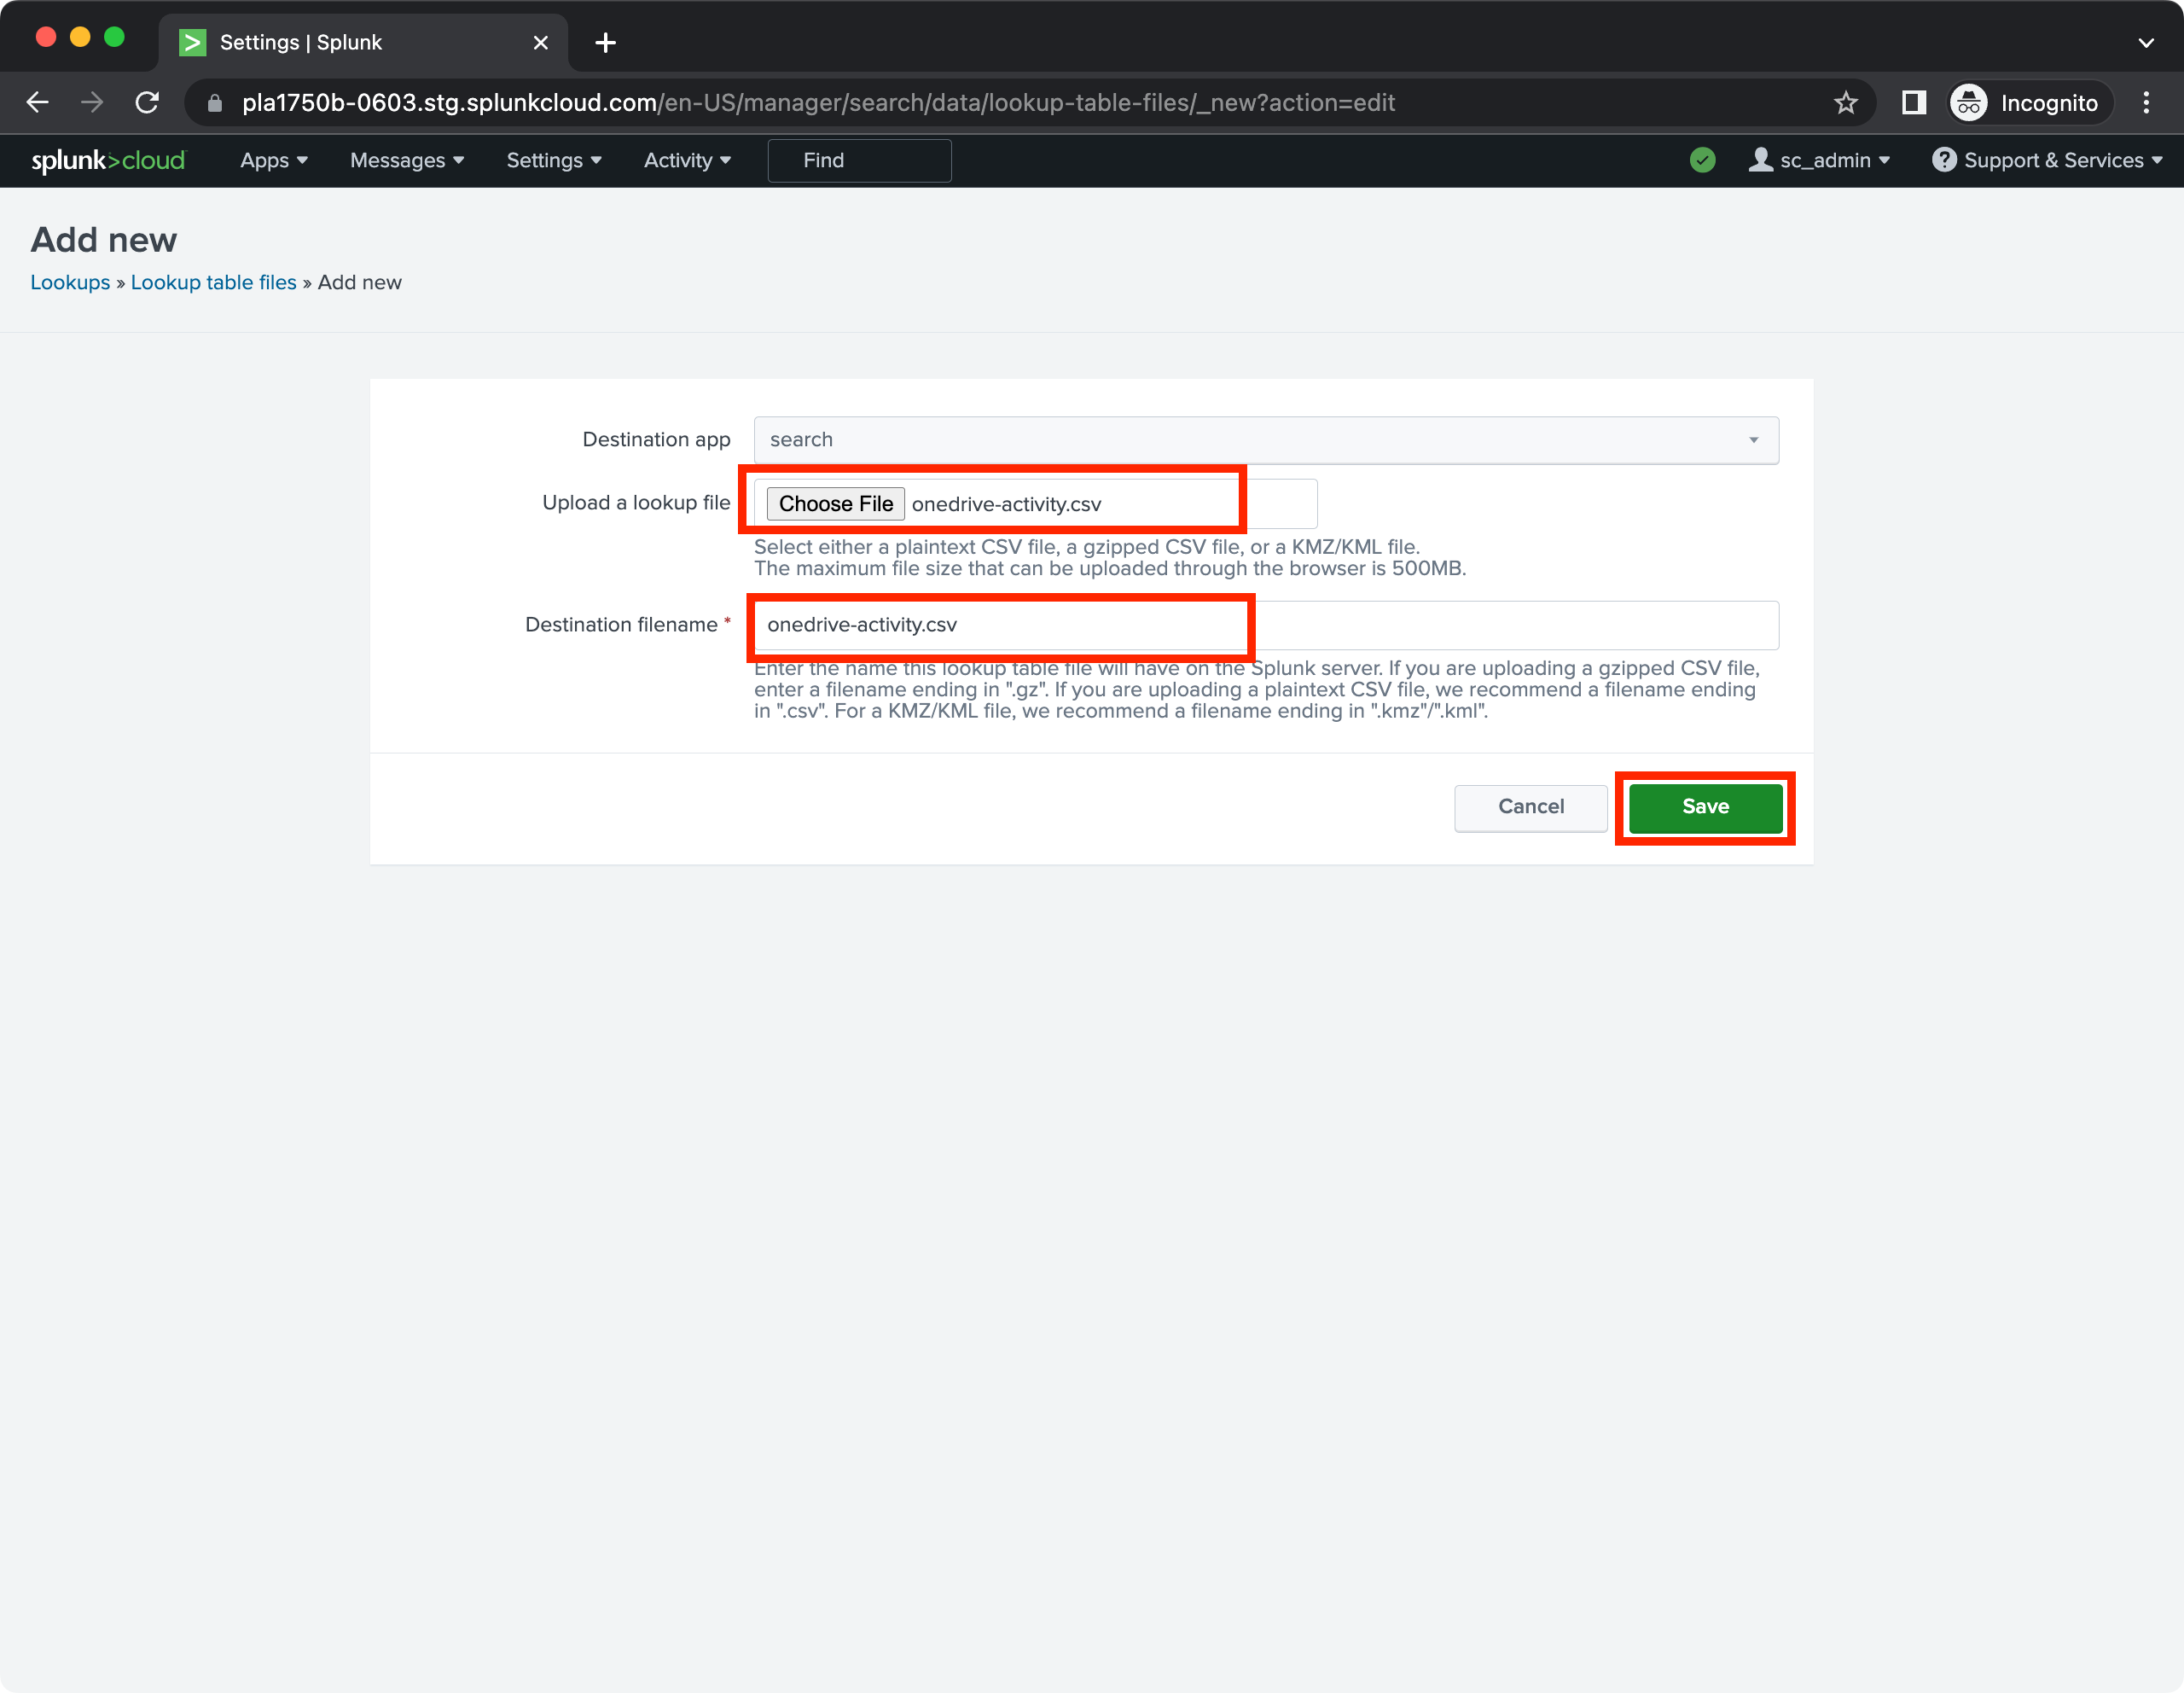 Settings | Splunk
pla1750b-0603.stg.splunkcloud.com/en-US/manager/search/data/lookup-table-files/_new?action=edit
Incognito
splunk>cloud Apps Messages Settings Activity Find sc_admin Support & Services
Add new
Lookups » Lookup table files » Add new
Destination app search
Upload a lookup file Choose File onedrive-activity.csv
Select either a plaintext CSV file, a gzipped CSV file, or a KMZ/KML file.
The maximum file size that can be uploaded through the browser is 500MB.
Destination filename * onedrive-activity.csv
Enter the name this lookup table file will have on the Splunk server. If you are uploading a gzipped CSV file,
enter a filename ending in ".gz". If you are uploading a plaintext CSV file, we recommend a filename ending
in ".csv". For a KMZ/KML file, we recommend a filename ending in ".kmz"/".kml".
Cancel Save